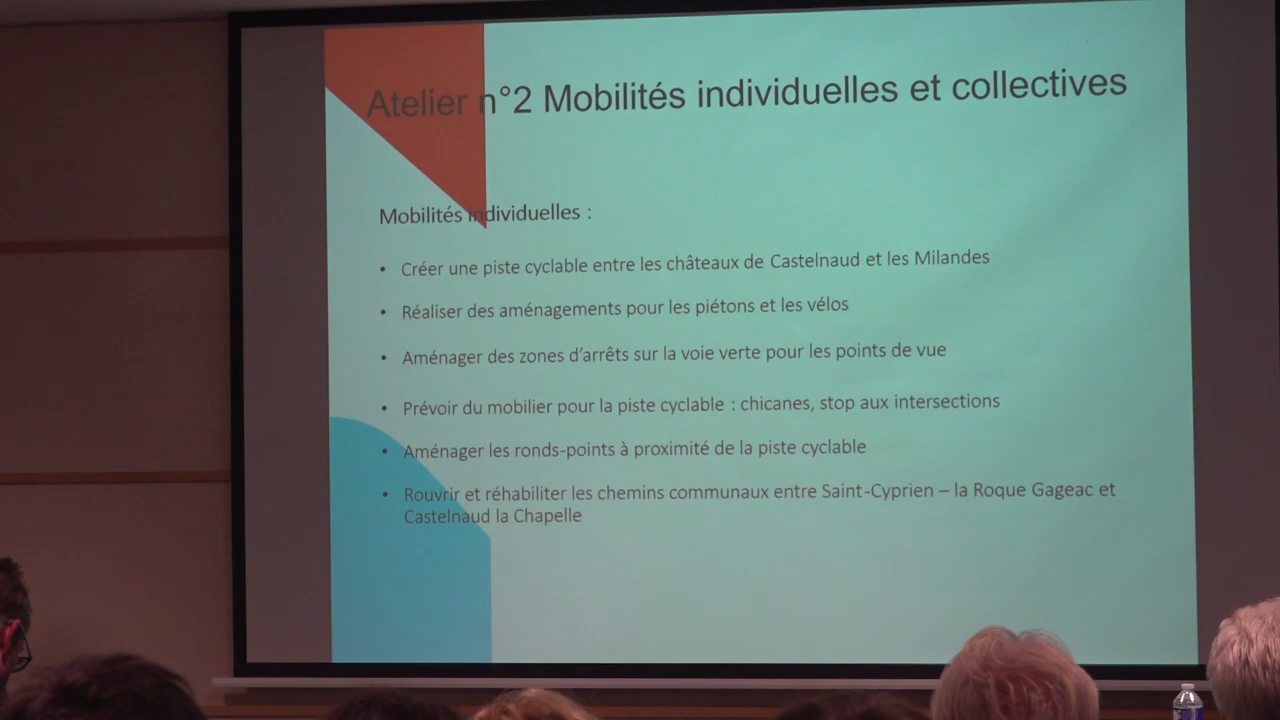 Atelier n°2 Mobilités individuelles et collectives
Mobilités individuelles :
• Créer une piste cyclable entre les châteaux de Castelnaud et les Milandes
• Réaliser des aménagements pour les piétons et les vélos
• Aménager des zones d'arrêts sur la voie verte pour les points de vue
• Prévoir du mobilier pour la piste cyclable : chicanes, stop aux intersections
• Aménager les ronds-points à proximité de la piste cyclable
• Rouvrir et réhabiliter les chemins communaux entre Saint-Cyprien – la Roque Gageac et
Castelnaud la Chapelle